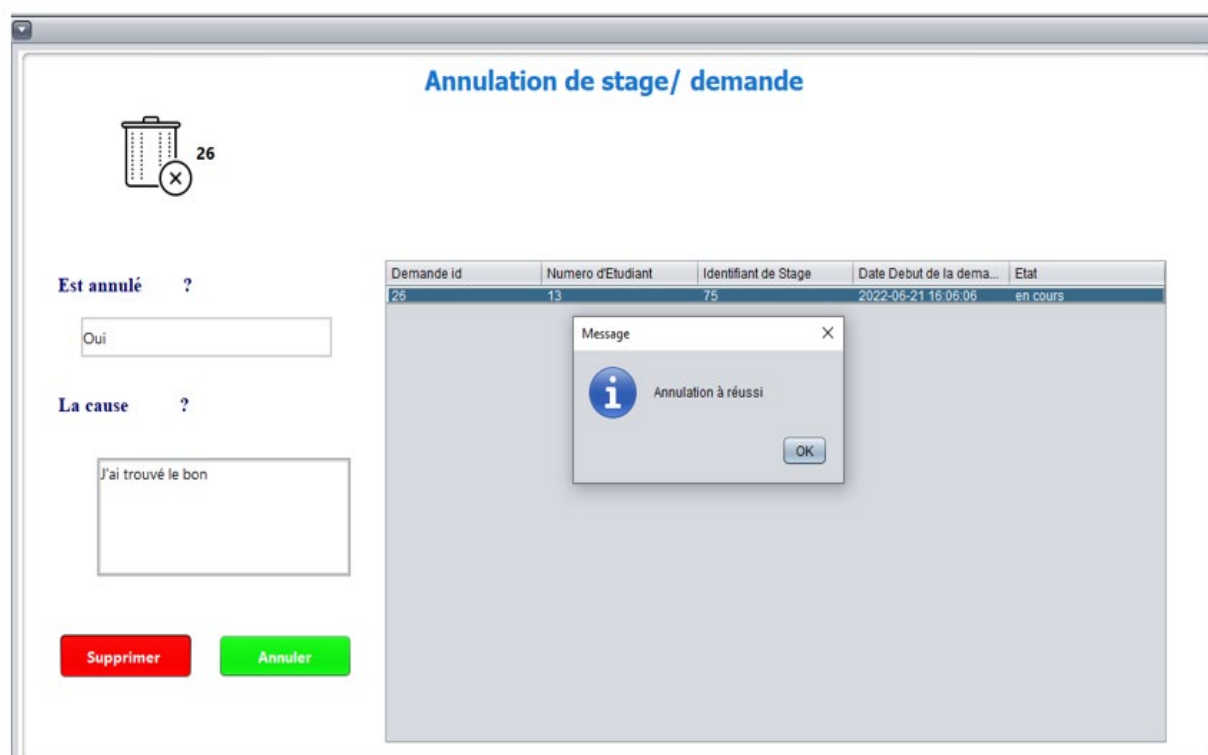 Annulation de stage/ demande
26
Est annulé ?
Oui
La cause ?
J'ai trouvé le bon
Supprimer Annuler
Demande id Numero d'Etudiant Identifiant de Stage Date Debut de la dema... Etat
26 13 75 2022-06-21 16:06:06 en cours
Message
Annulation à réussi
OK